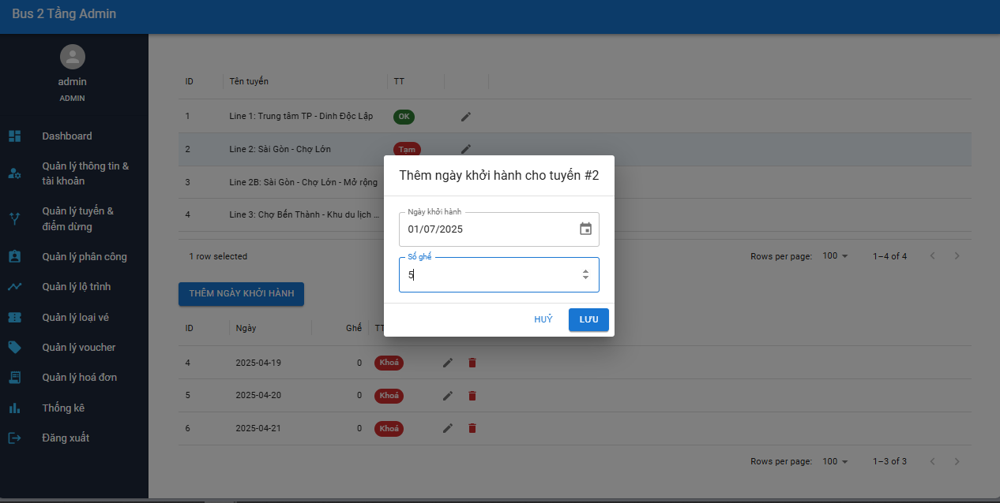 Bus 2 Tầng Admin
admin
ADMIN
Dashboard
Quản lý thông tin &
tài khoản
Quản lý tuyến &
điểm dừng
Quản lý phân công
Quản lý lộ trình
Quản lý loại vé
Quản lý voucher
Quản lý hoá đơn
Thống kê
Đăng xuất
ID Tên tuyến TT
1 Line 1: Trung tâm TP - Dinh Độc Lập OK
2 Line 2: Sài Gòn - Chợ Lớn Tạm
3 Line 2B: Sài Gòn - Chợ Lớn - Mở rộng
4 Line 3: Chợ Bến Thành - Khu du lịch ...
1 row selected Rows per page: 100 1–4 of 4
Thêm ngày khởi hành cho tuyến #2
Ngày khởi hành
01/07/2025
Số ghế
5
HUỶ LƯU
THÊM NGÀY KHỞI HÀNH
ID Ngày Ghế TT
4 2025-04-19 0 Khoá
5 2025-04-20 0 Khoá
6 2025-04-21 0 Khoá
Rows per page: 100 1–3 of 3